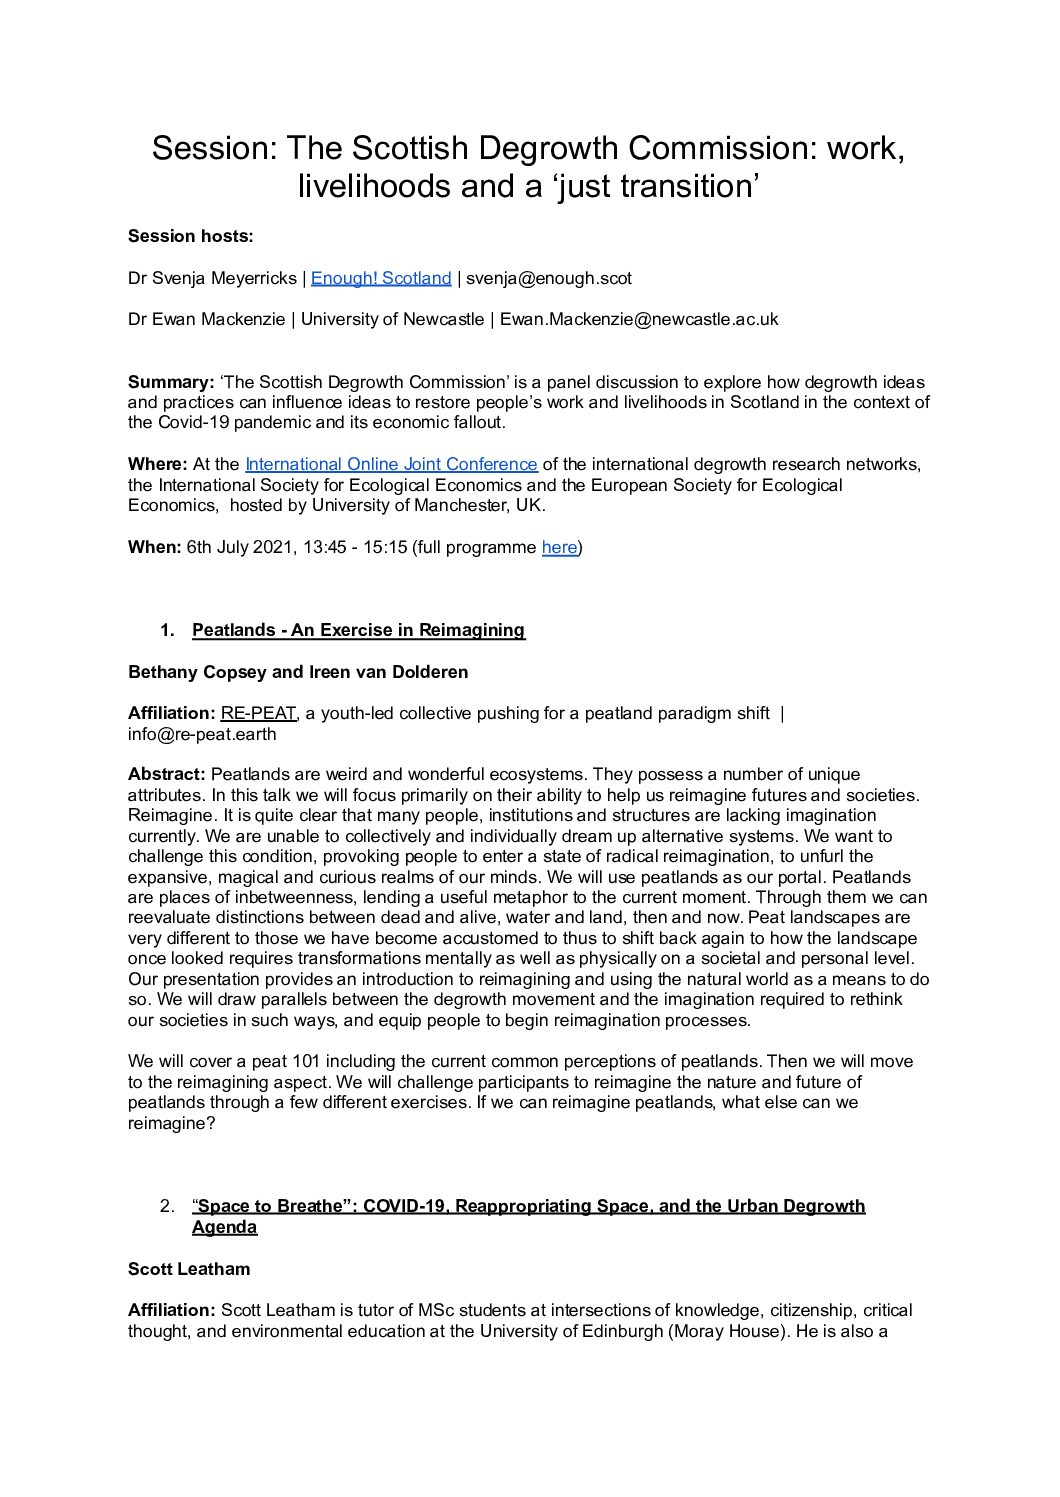 Session: The Scottish Degrowth Commission: work,
livelihoods and a ‘just transition’
Session hosts:
Dr Svenja Meyerricks | Enough! Scotland | svenja@enough.scot
Dr Ewan Mackenzie | University of Newcastle | Ewan.Mackenzie@newcastle.ac.uk
Summary: ‘The Scottish Degrowth Commission’ is a panel discussion to explore how degrowth ideas
and practices can influence ideas to restore people’s work and livelihoods in Scotland in the context of
the Covid-19 pandemic and its economic fallout.
Where: At the International Online Joint Conference of the international degrowth research networks,
the International Society for Ecological Economics and the European Society for Ecological
Economics,  hosted by University of Manchester, UK.
When: 6th July 2021, 13:45 - 15:15 (full programme here)
1. Peatlands - An Exercise in Reimagining
Bethany Copsey and Ireen van Dolderen
Affiliation: RE-PEAT, a youth-led collective pushing for a peatland paradigm shift  |
info@re-peat.earth
Abstract: Peatlands are weird and wonderful ecosystems. They possess a number of unique
attributes. In this talk we will focus primarily on their ability to help us reimagine futures and societies.
Reimagine. It is quite clear that many people, institutions and structures are lacking imagination
currently. We are unable to collectively and individually dream up alternative systems. We want to
challenge this condition, provoking people to enter a state of radical reimagination, to unfurl the
expansive, magical and curious realms of our minds. We will use peatlands as our portal. Peatlands
are places of inbetweenness, lending a useful metaphor to the current moment. Through them we can
reevaluate distinctions between dead and alive, water and land, then and now. Peat landscapes are
very different to those we have become accustomed to thus to shift back again to how the landscape
once looked requires transformations mentally as well as physically on a societal and personal level.
Our presentation provides an introduction to reimagining and using the natural world as a means to do
so. We will draw parallels between the degrowth movement and the imagination required to rethink
our societies in such ways, and equip people to begin reimagination processes.
We will cover a peat 101 including the current common perceptions of peatlands. Then we will move
to the reimagining aspect. We will challenge participants to reimagine the nature and future of
peatlands through a few different exercises. If we can reimagine peatlands, what else can we
reimagine?
2. “Space to Breathe”: COVID-19, Reappropriating Space, and the Urban Degrowth
Agenda
Scott Leatham
Affiliation: Scott Leatham is tutor of MSc students at intersections of knowledge, citizenship, critical
thought, and environmental education at the University of Edinburgh (Moray House). He is also a